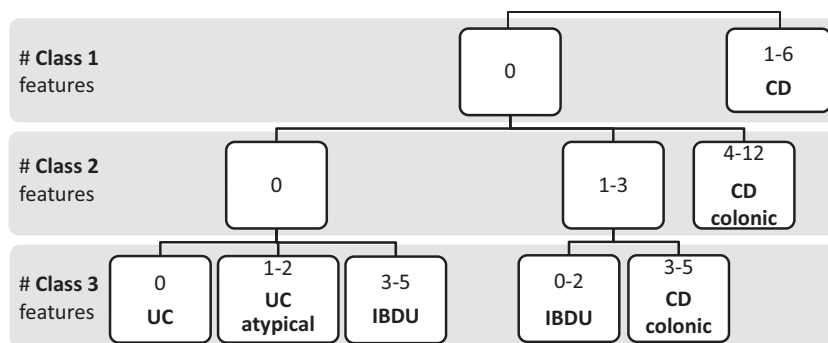 # Class 1
features
0
1-6
CD
# Class 2
features
0
1-3
4-12
CD
colonic
# Class 3
features
0
UC
1-2
UC
atypical
3-5
IBDU
0-2
IBDU
3-5
CD
colonic